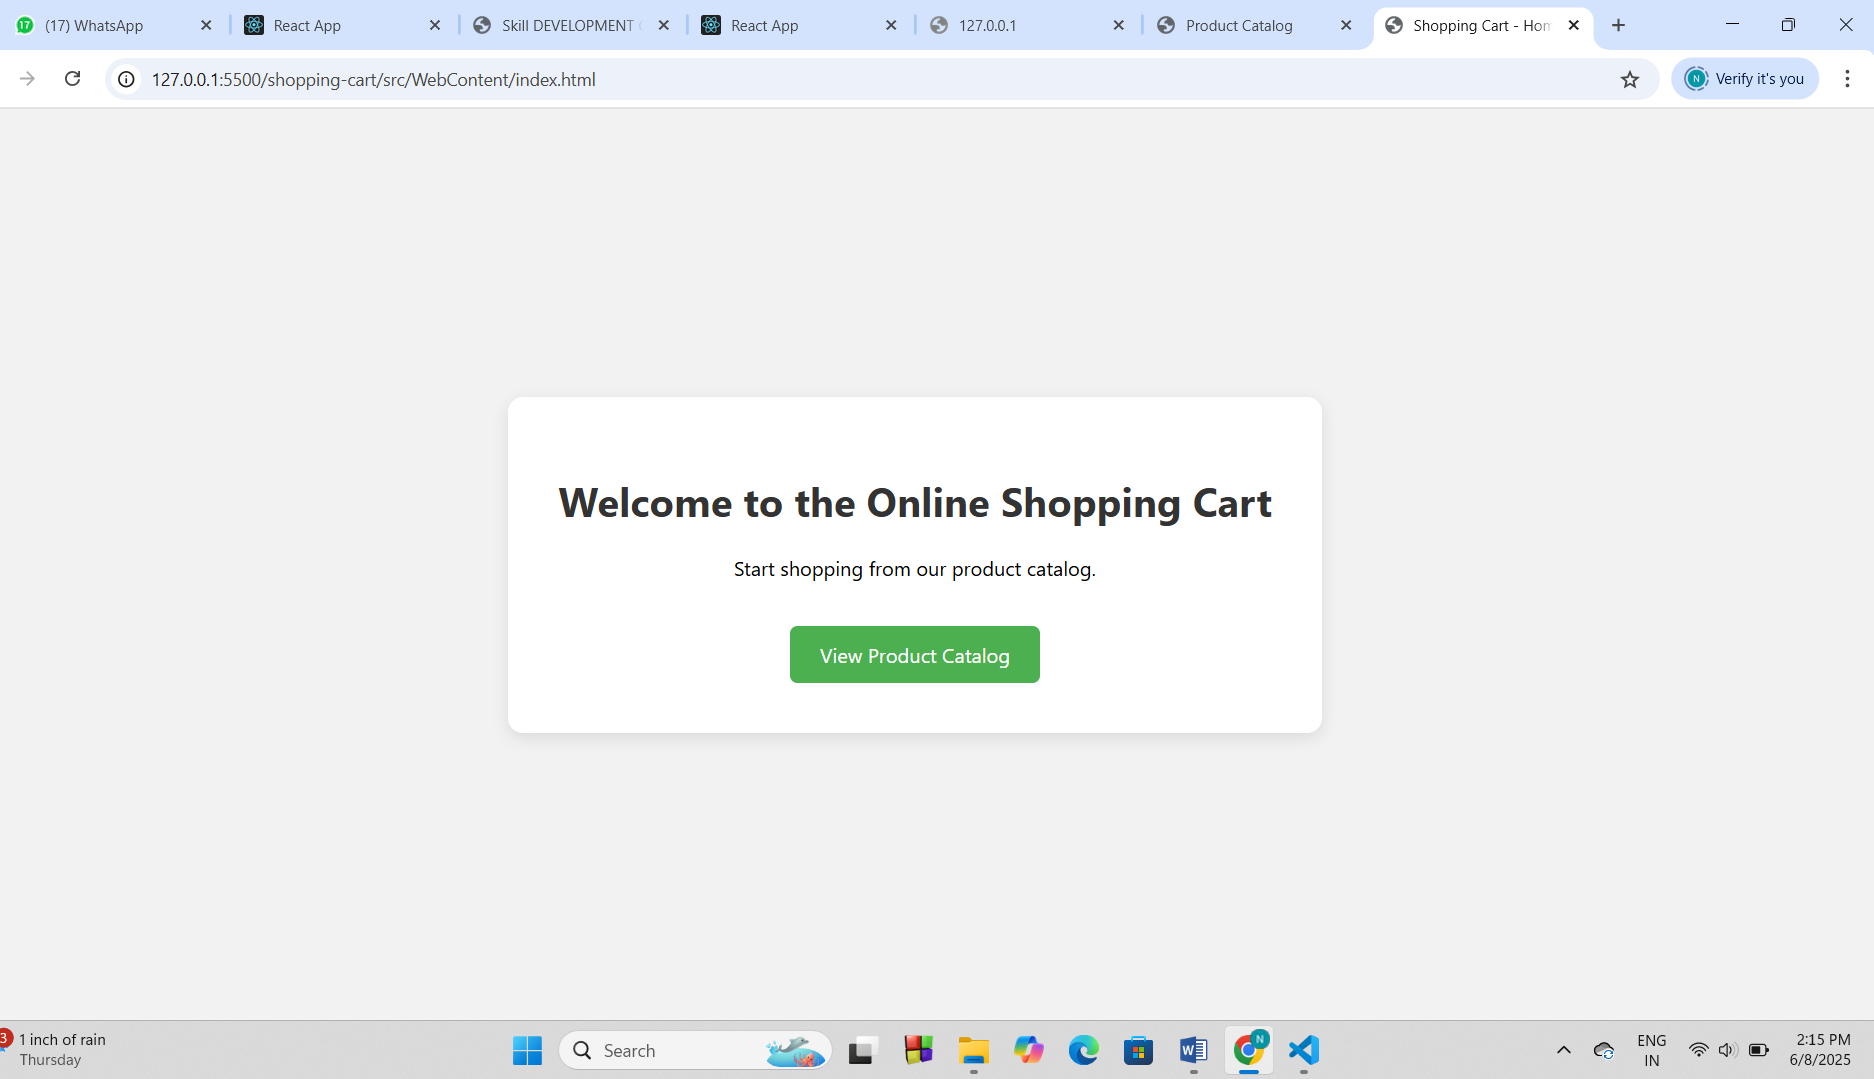 17
(17) WhatsApp
React App
Skill DEVELOPMENT
React App
127.0.0.1
Product Catalog
Shopping Cart - Hom
127.0.0.1:5500/shopping-cart/src/WebContent/index.html
N
Verify it's you
Welcome to the Online Shopping Cart
Start shopping from our product catalog.
View Product Catalog
3
1 inch of rain
Thursday
Search
N
ENG
IN
2:15 PM
6/8/2025